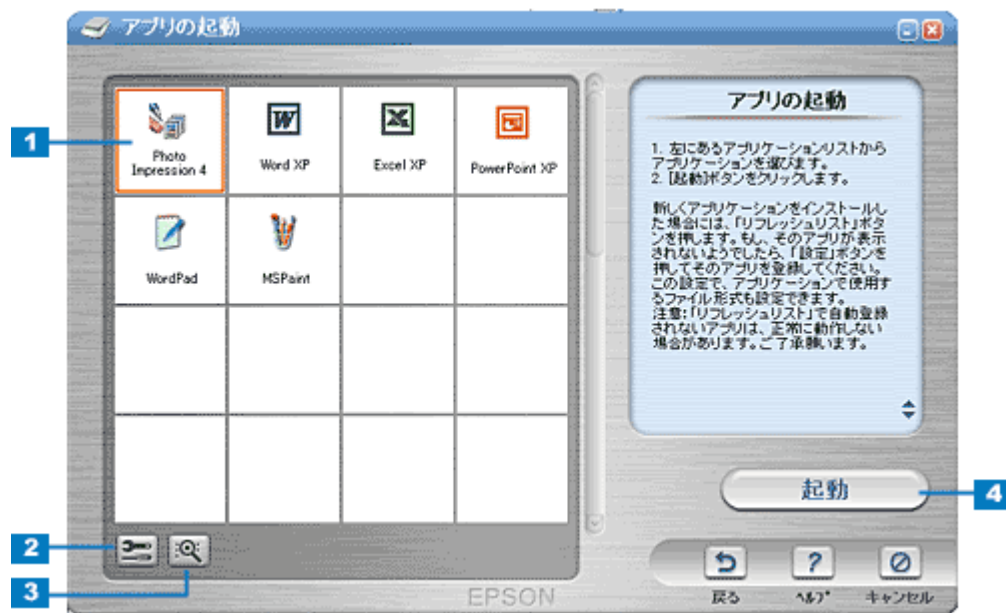 アプリの起動
1
Photo
Impression 4
Word XP
Excel XP
PowerPoint XP
WordPad
MSPaint
2
3
アプリの起動
1. 左にあるアプリケーションリストから
アプリケーションを選びます。
2. [起動]ボタンをクリックします。
新しくアプリケーションをインストールし
た場合には、「リフレッシュリスト」ボタ
ンを押します。もし、そのアプリが表示
されないようでしたら、「設定」ボタンを
押してそのアプリを登録してください。
この設定で、アプリケーションで使用す
るファイル形式も設定できます。
注意:「リフレッシュリスト」で自動登録
されないアプリは、正常に動作しない
場合があります。ご了承願います。
起動
4
戻る
ヘルプ
キャンセル
EPSON